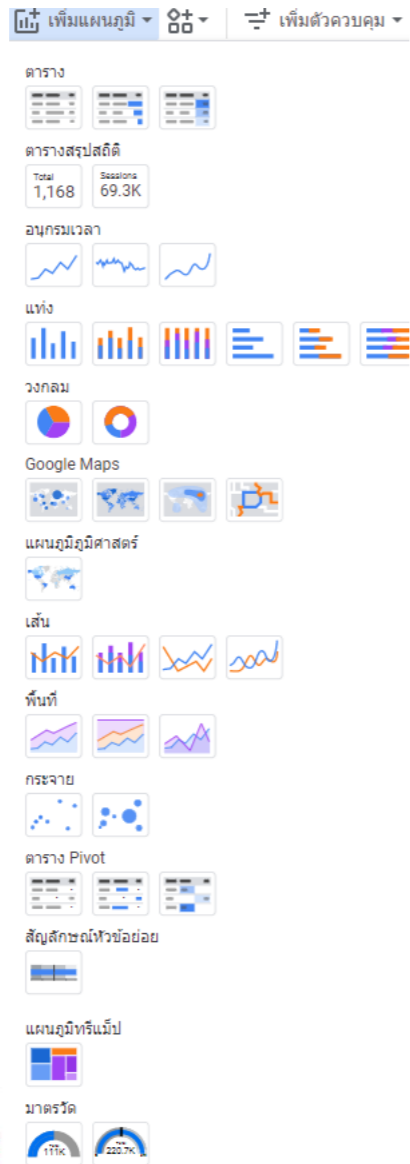 เพิ่มแผนภูมิ เพิ่มตัวควบคุม
ตาราง
ตารางสรุปสถิติ
Total Sessions
1,168 69.3K
อนุกรมเวลา
แท่ง
วงกลม
Google Maps
แผนภูมิภูมิศาสตร์
เส้น
พื้นที่
กระจาย
ตาราง Pivot
สัญลักษณ์หัวข้อย่อย
แผนภูมิทรีแม็ป
มาตรวัด
111K 220.7K